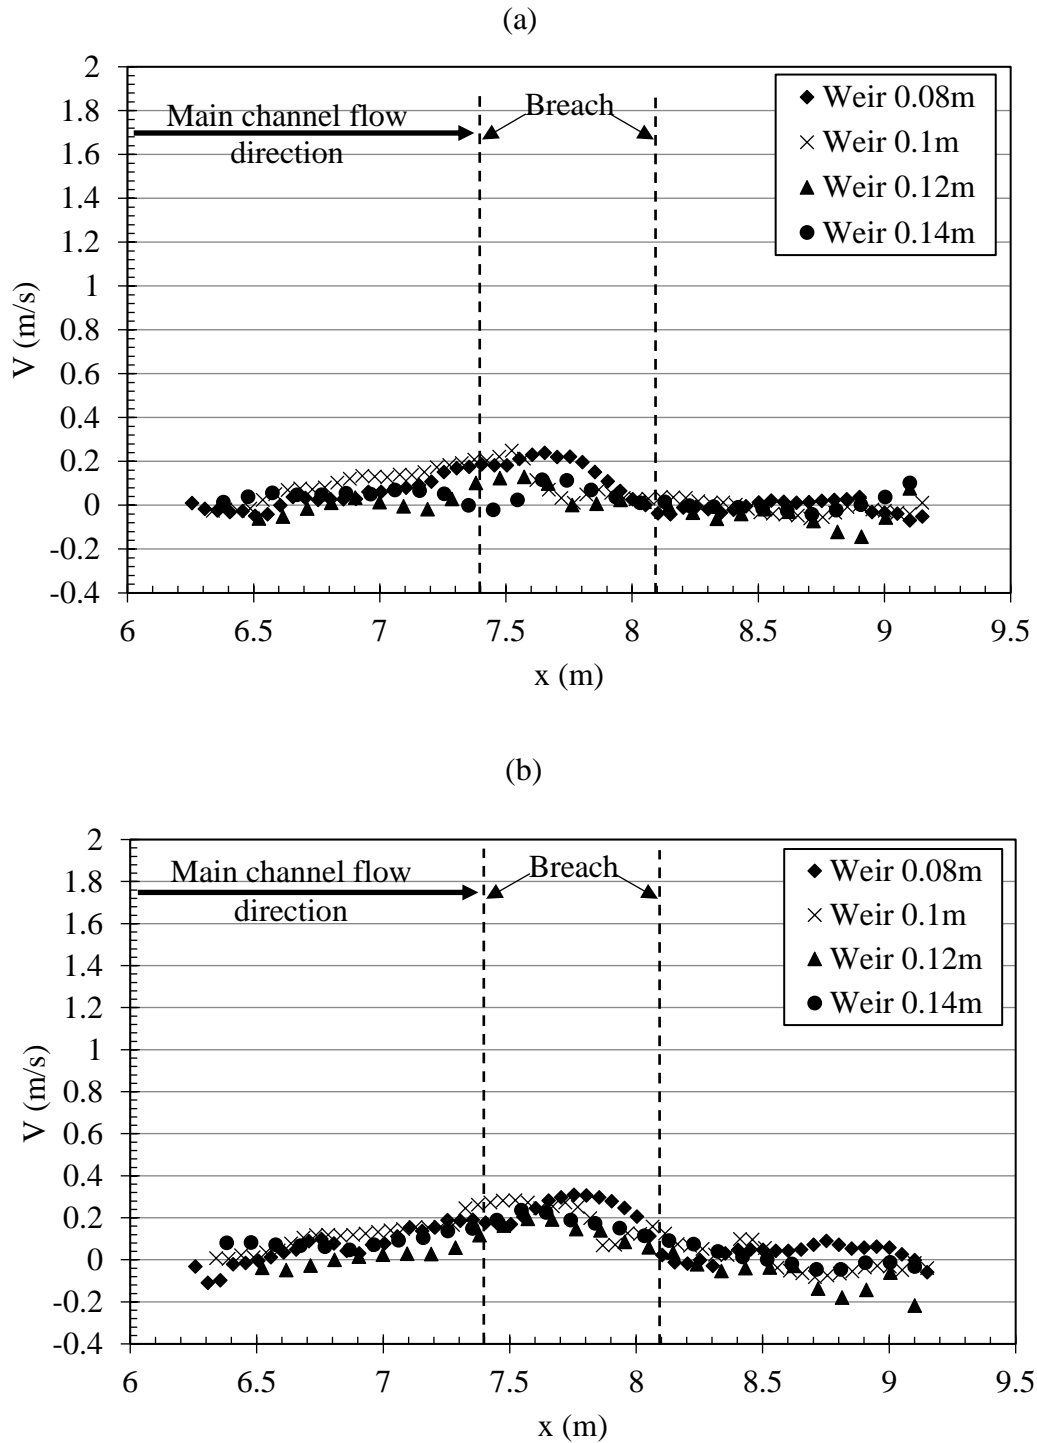 (a)
2
1.8
1.6
1.4
1.2
1
0.8
0.6
0.4
0.2
0
-0.2
-0.4
V (m/s)
Main channel flow
direction
Breach
Weir 0.08m
Weir 0.1m
Weir 0.12m
Weir 0.14m
6 6.5 7 7.5 8 8.5 9 9.5
x (m)
(b)
2
1.8
1.6
1.4
1.2
1
0.8
0.6
0.4
0.2
0
-0.2
-0.4
V (m/s)
Main channel flow
direction
Breach
Weir 0.08m
Weir 0.1m
Weir 0.12m
Weir 0.14m
6 6.5 7 7.5 8 8.5 9 9.5
x (m)